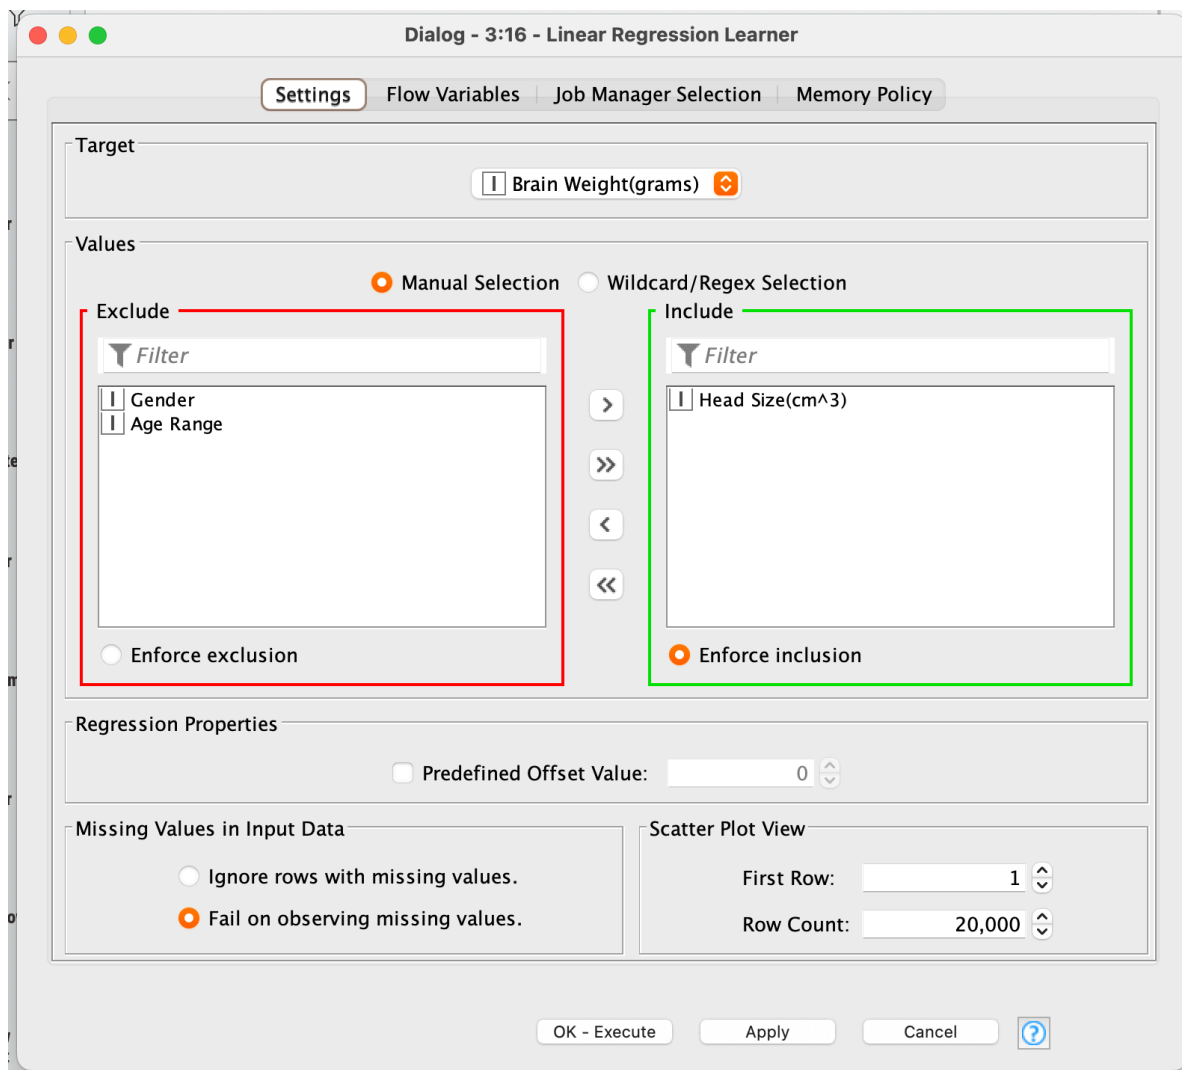 Dialog - 3:16 - Linear Regression Learner
Settings Flow Variables Job Manager Selection Memory Policy
Target
I Brain Weight(grams)
Values
Manual Selection Wildcard/Regex Selection
Exclude
Include
Filter
Filter
I Gender
I Age Range
I Head Size(cm^3)
>
>>
<
<<
Enforce exclusion
Enforce inclusion
Regression Properties
Predefined Offset Value: 0
Missing Values in Input Data
Ignore rows with missing values.
Fail on observing missing values.
Scatter Plot View
First Row: 1
Row Count: 20,000
OK - Execute Apply Cancel ?